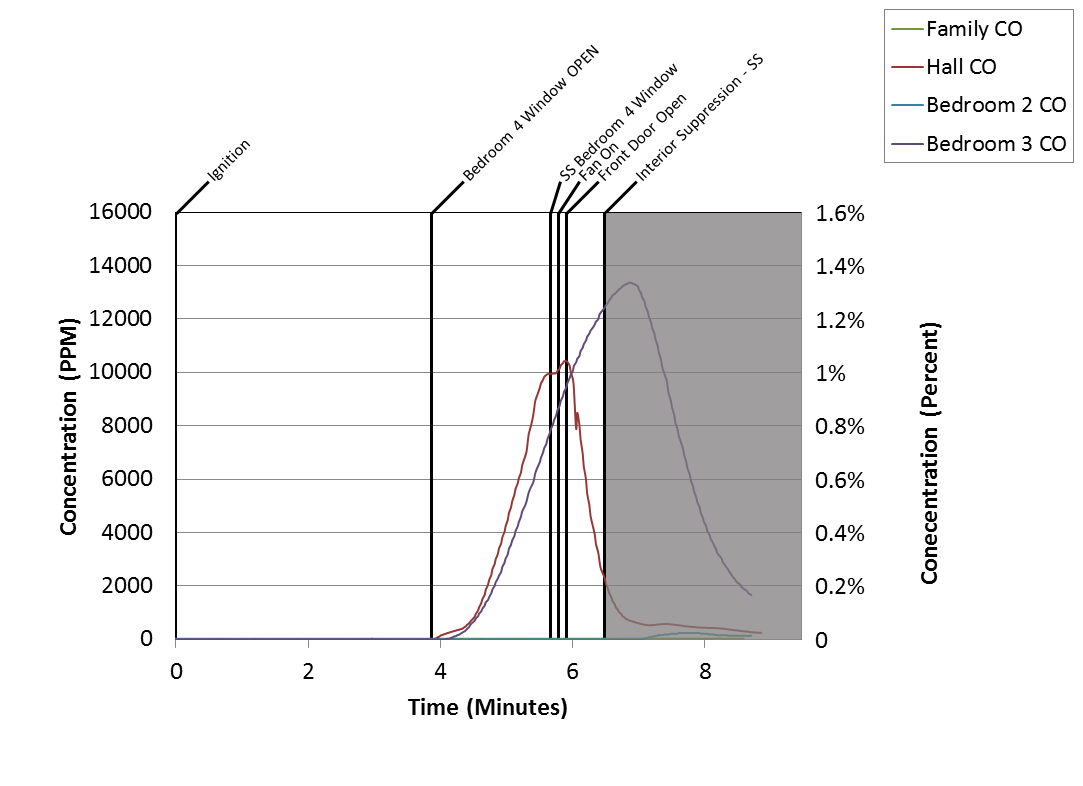 Family CO
Hall CO
Bedroom 2 CO
Bedroom 3 CO
Ignition
Bedroom 4 Window OPEN
SS Bedroom 4 Window
Fan On
Front Door Open
Interior Suppression - SS
16000
14000
12000
10000
8000
6000
4000
2000
0
Concentration (PPM)
1.6%
1.4%
1.2%
1%
0.8%
0.6%
0.4%
0.2%
0
Conecentration (Percent)
0 2 4 6 8
Time (Minutes)